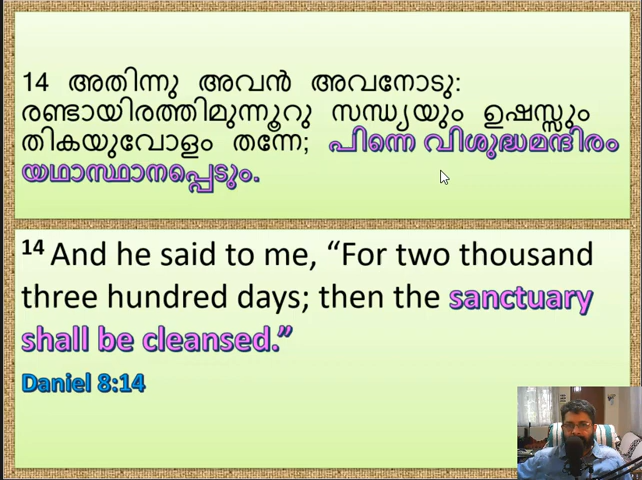 14 അതിന്നു അവൻ അവനോടു:
രണ്ടായിരത്തിമുന്നൂറു സന്ധ്യയും ഉഷസ്സും
തികയുവോളം തന്നേ; പിന്നെ വിശുദ്ധമന്ദിരം
യഥാസ്ഥാനപ്പെടും.
14 And he said to me, “For two thousand
three hundred days; then the sanctuary
shall be cleansed.”
Daniel 8:14